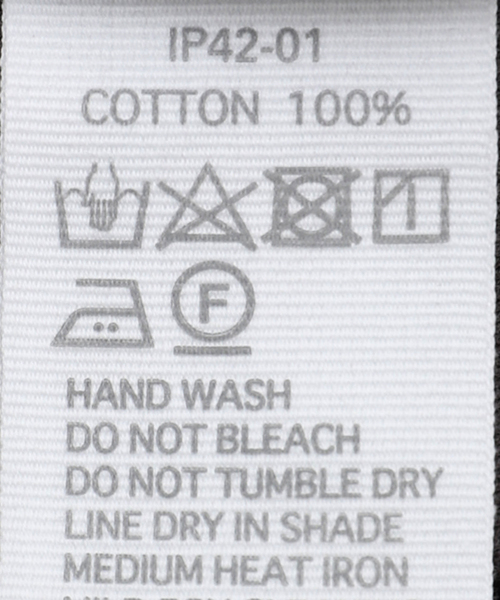 IP42-01
COTTON 100%
F
HAND WASH
DO NOT BLEACH
DO NOT TUMBLE DRY
LINE DRY IN SHADE
MEDIUM HEAT IRON